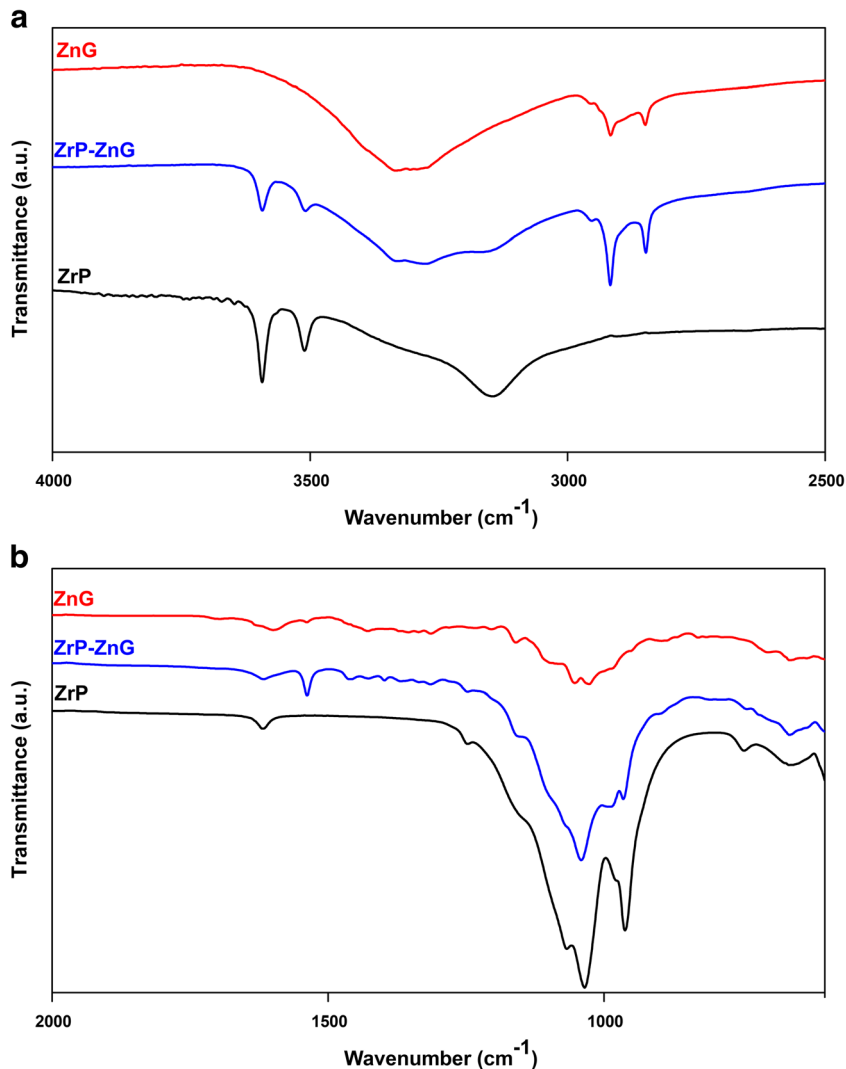 a
ZnG
ZrP-ZnG
ZrP
Transmittance (a.u.)
4000 3500 3000 2500
Wavenumber (cm-1)
b
ZnG
ZrP-ZnG
ZrP
Transmittance (a.u.)
2000 1500 1000
Wavenumber (cm-1)